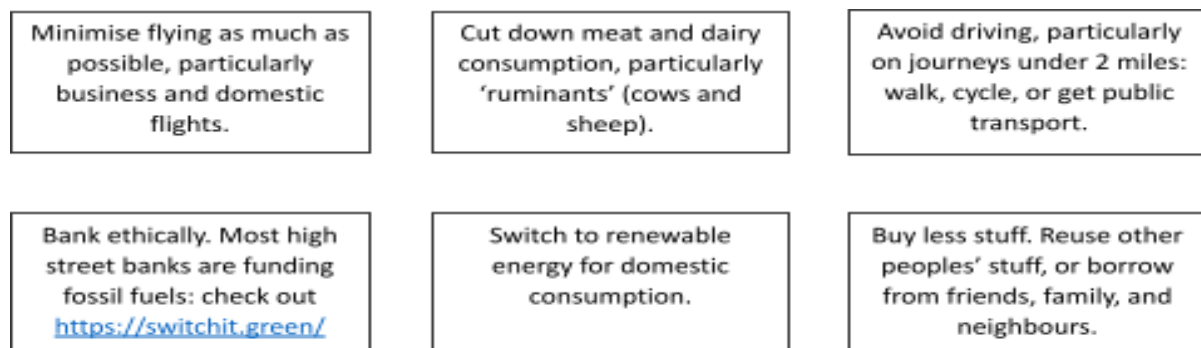 Minimise flying as much as
possible, particularly
business and domestic
flights.
Cut down meat and dairy
consumption, particularly
‘ruminants’ (cows and
sheep).
Avoid driving, particularly
on journeys under 2 miles:
walk, cycle, or get public
transport.
Bank ethically. Most high
street banks are funding
fossil fuels: check out
https://switchit.green/
Switch to renewable
energy for domestic
consumption.
Buy less stuff. Reuse other
peoples’ stuff, or borrow
from friends, family, and
neighbours.